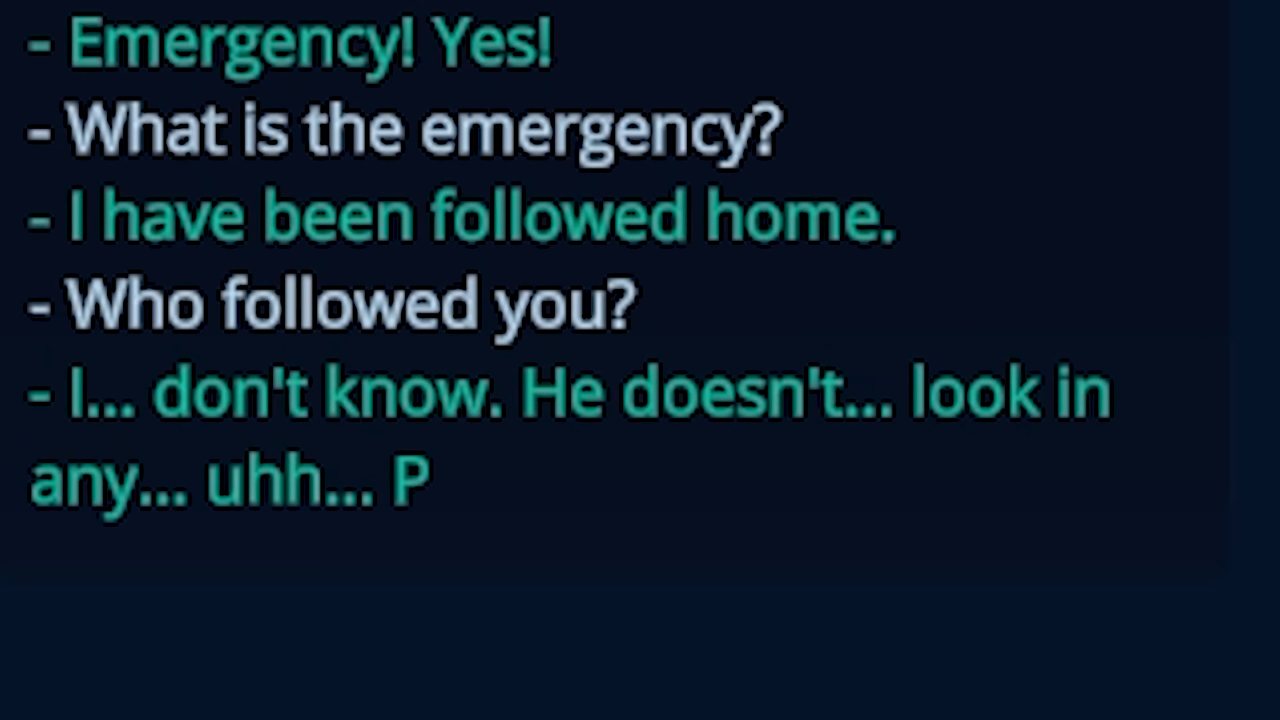 - Emergency! Yes!
- What is the emergency?
- I have been followed home.
- Who followed you?
- I... don't know. He doesn't... look in
any... uhh... P